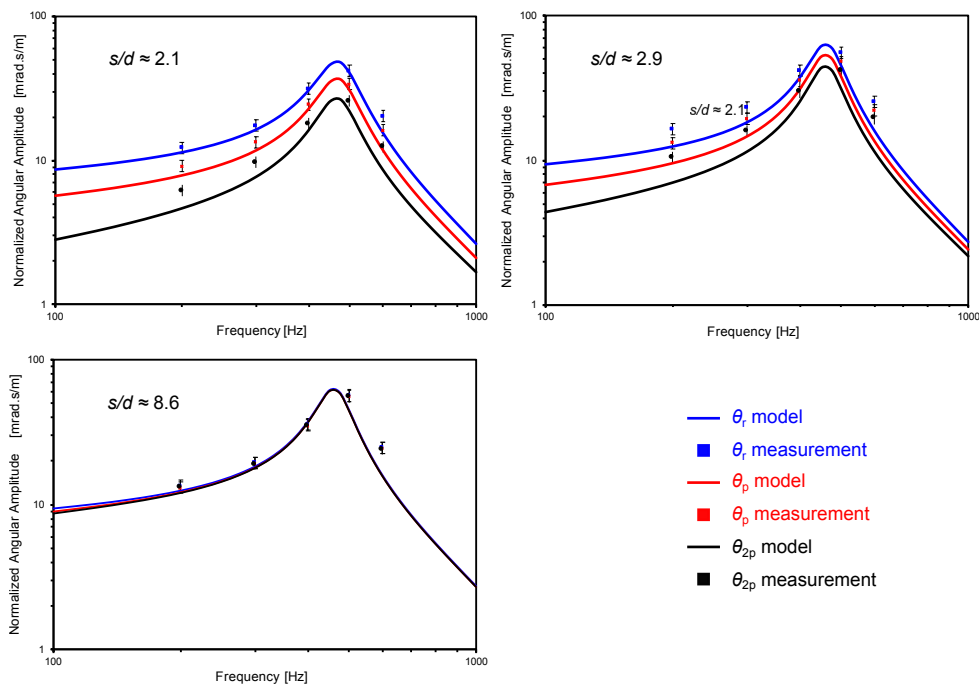 100
s/d ≈ 2.1
10
1
100
1000
Frequency [Hz]
Normalized Angular Amplitude [mrad.s/m]
100
s/d ≈ 2.9
s/d ≈ 2.1
10
1
100
1000
Frequency [Hz]
Normalized Angular Amplitude [mrad.s/m]
100
s/d ≈ 8.6
10
1
100
1000
Frequency [Hz]
Normalized Angular Amplitude [mrad.s/m]
θr model
θr measurement
θp model
θp measurement
θ2p model
θ2p measurement